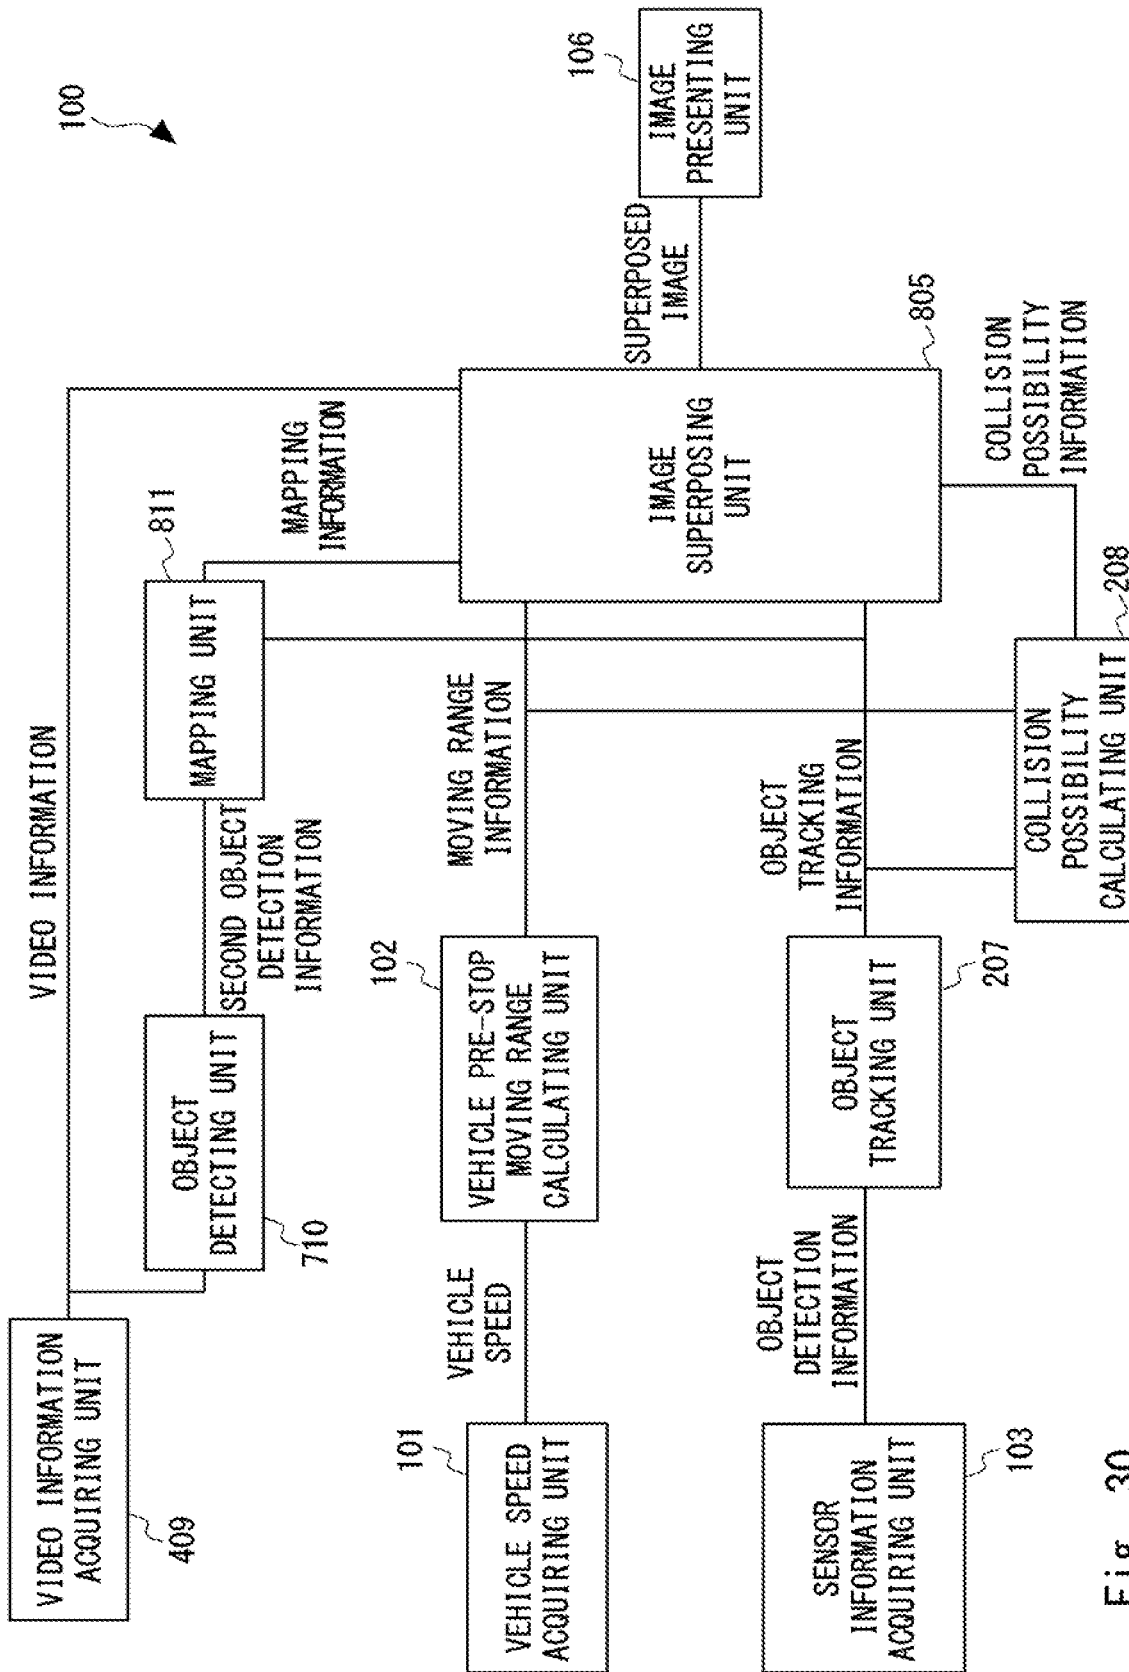 100
VIDEO INFORMATION
ACQUIRING UNIT
409
VIDEO INFORMATION
OBJECT
DETECTING UNIT
710
SECOND OBJECT
DETECTION
INFORMATION
MAPPING UNIT
811
MAPPING
INFORMATION
VEHICLE SPEED
ACQUIRING UNIT
101
VEHICLE
SPEED
VEHICLE PRE-STOP
MOVING RANGE
CALCULATING UNIT
102
MOVING RANGE
INFORMATION
IMAGE
SUPERPOSING
UNIT
805
SUPERPOSED
IMAGE
IMAGE
PRESENTING
UNIT
106
SENSOR
INFORMATION
ACQUIRING UNIT
103
OBJECT
DETECTION
INFORMATION
OBJECT
TRACKING UNIT
207
OBJECT
TRACKING
INFORMATION
COLLISION
POSSIBILITY
CALCULATING UNIT
208
COLLISION
POSSIBILITY
INFORMATION
Fig. 30